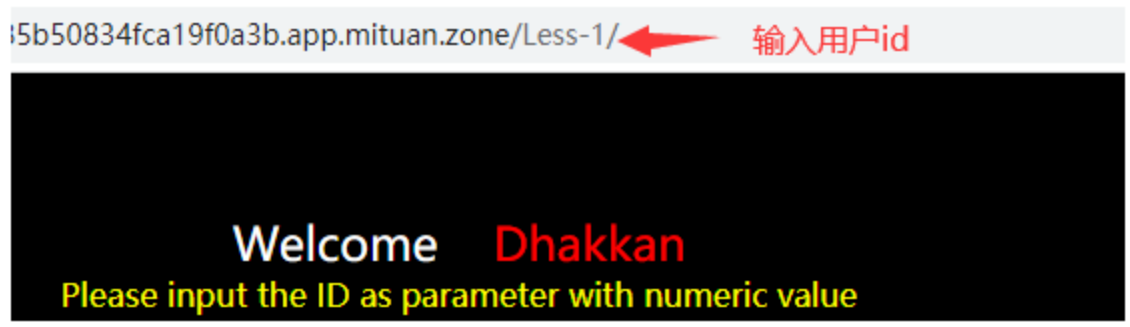 5b50834fca19f0a3b.app.mituan.zone/Less-1/ 输入用户id
Welcome Dhakkan
Please input the ID as parameter with numeric value